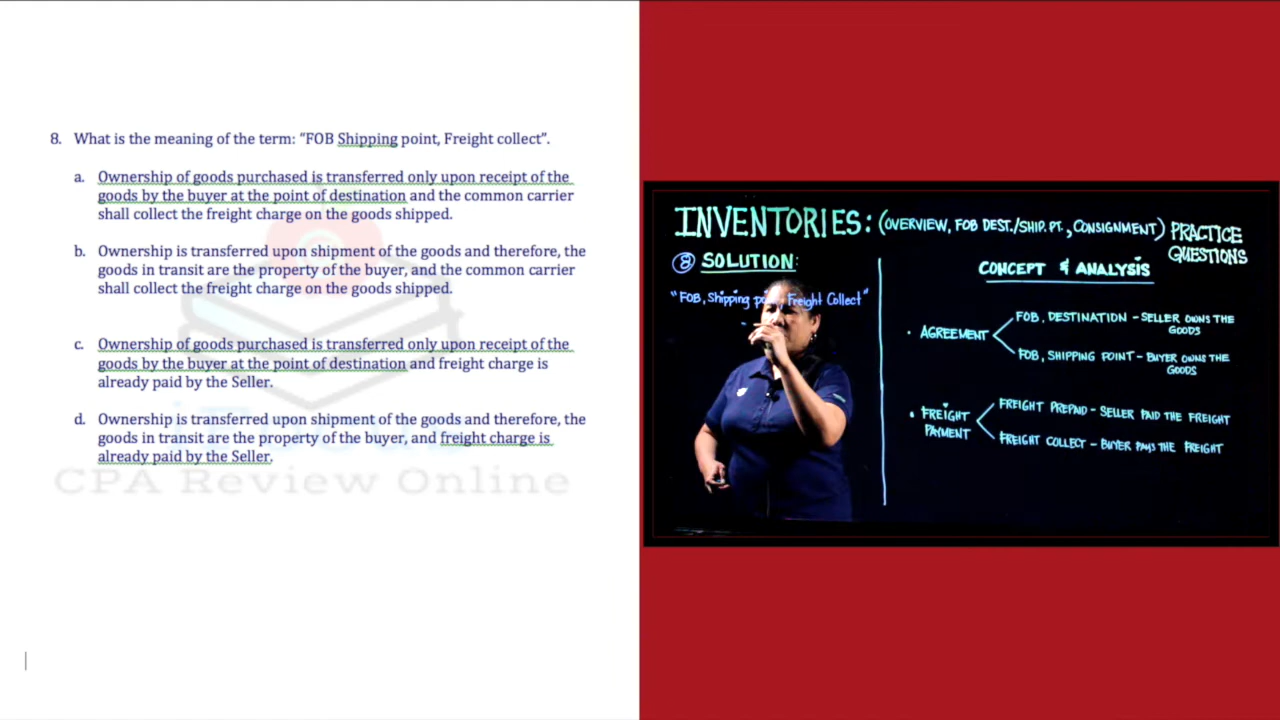 8. What is the meaning of the term: “FOB Shipping point, Freight collect”.
a. Ownership of goods purchased is transferred only upon receipt of the
goods by the buyer at the point of destination and the common carrier
shall collect the freight charge on the goods shipped.
b. Ownership is transferred upon shipment of the goods and therefore, the
goods in transit are the property of the buyer, and the common carrier
shall collect the freight charge on the goods shipped.
c. Ownership of goods purchased is transferred only upon receipt of the
goods by the buyer at the point of destination and freight charge is
already paid by the Seller.
d. Ownership is transferred upon shipment of the goods and therefore, the
goods in transit are the property of the buyer, and freight charge is
already paid by the Seller.
CPA Review Online
INVENTORIES: (OVERVIEW, FOB DEST./SHIP. PT., CONSIGNMENT) PRACTICE
QUESTIONS
8 SOLUTION:
"FOB, Shipping point, Freight Collect"
CONCEPT & ANALYSIS
• AGREEMENT
FOB, DESTINATION - SELLER OWNS THE
GOODS
FOB, SHIPPING POINT - BUYER OWNS THE
GOODS
• FREIGHT
PAYMENT
FREIGHT PREPAID - SELLER PAID THE FREIGHT
FREIGHT COLLECT - BUYER PAYS THE FREIGHT